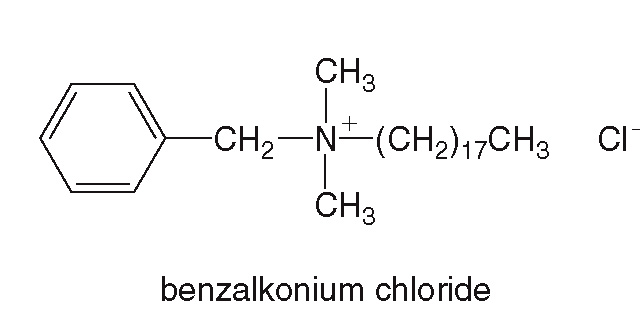 CH₃
CH₂ N⁺ (CH₂)₁₇CH₃ Cl⁻
CH₃
benzalkonium chloride